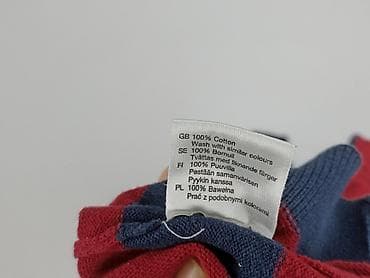 GB 100% Cotton
Wash with similar colours
SE 100% Bomull
Tvättas med liknande färger
FI 100% Puuvilla
Pestään samanväristen
Pyykin kanssa
PL 100% Bawełna
Prać z podobnymi kolorami